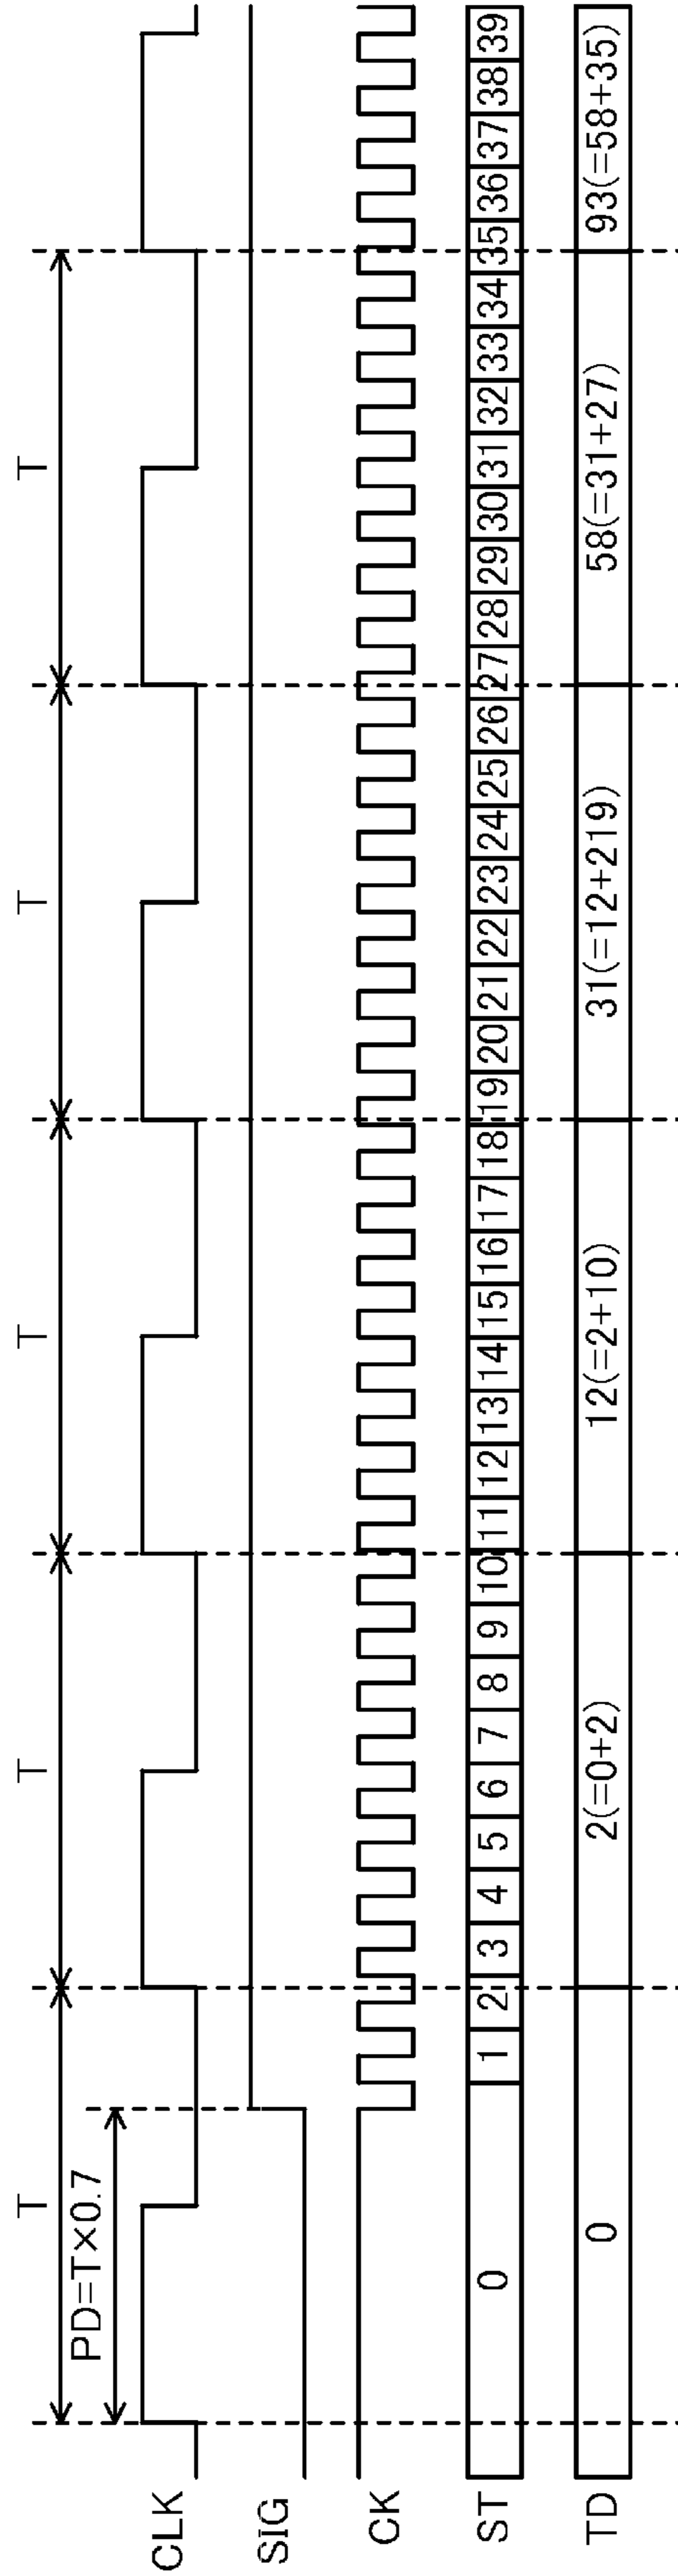 T T T T T
PD=T×0.7
CLK
SIG
CK
ST 0 1 2 3 4 5 6 7 8 9 10 11 12 13 14 15 16 17 18 19 20 21 22 23 24 25 26 27 28 29 30 31 32 33 34 35 36 37 38 39
TD 0 2(=0+2) 12(=2+10) 31(=12+219) 58(=31+27) 93(=58+35)